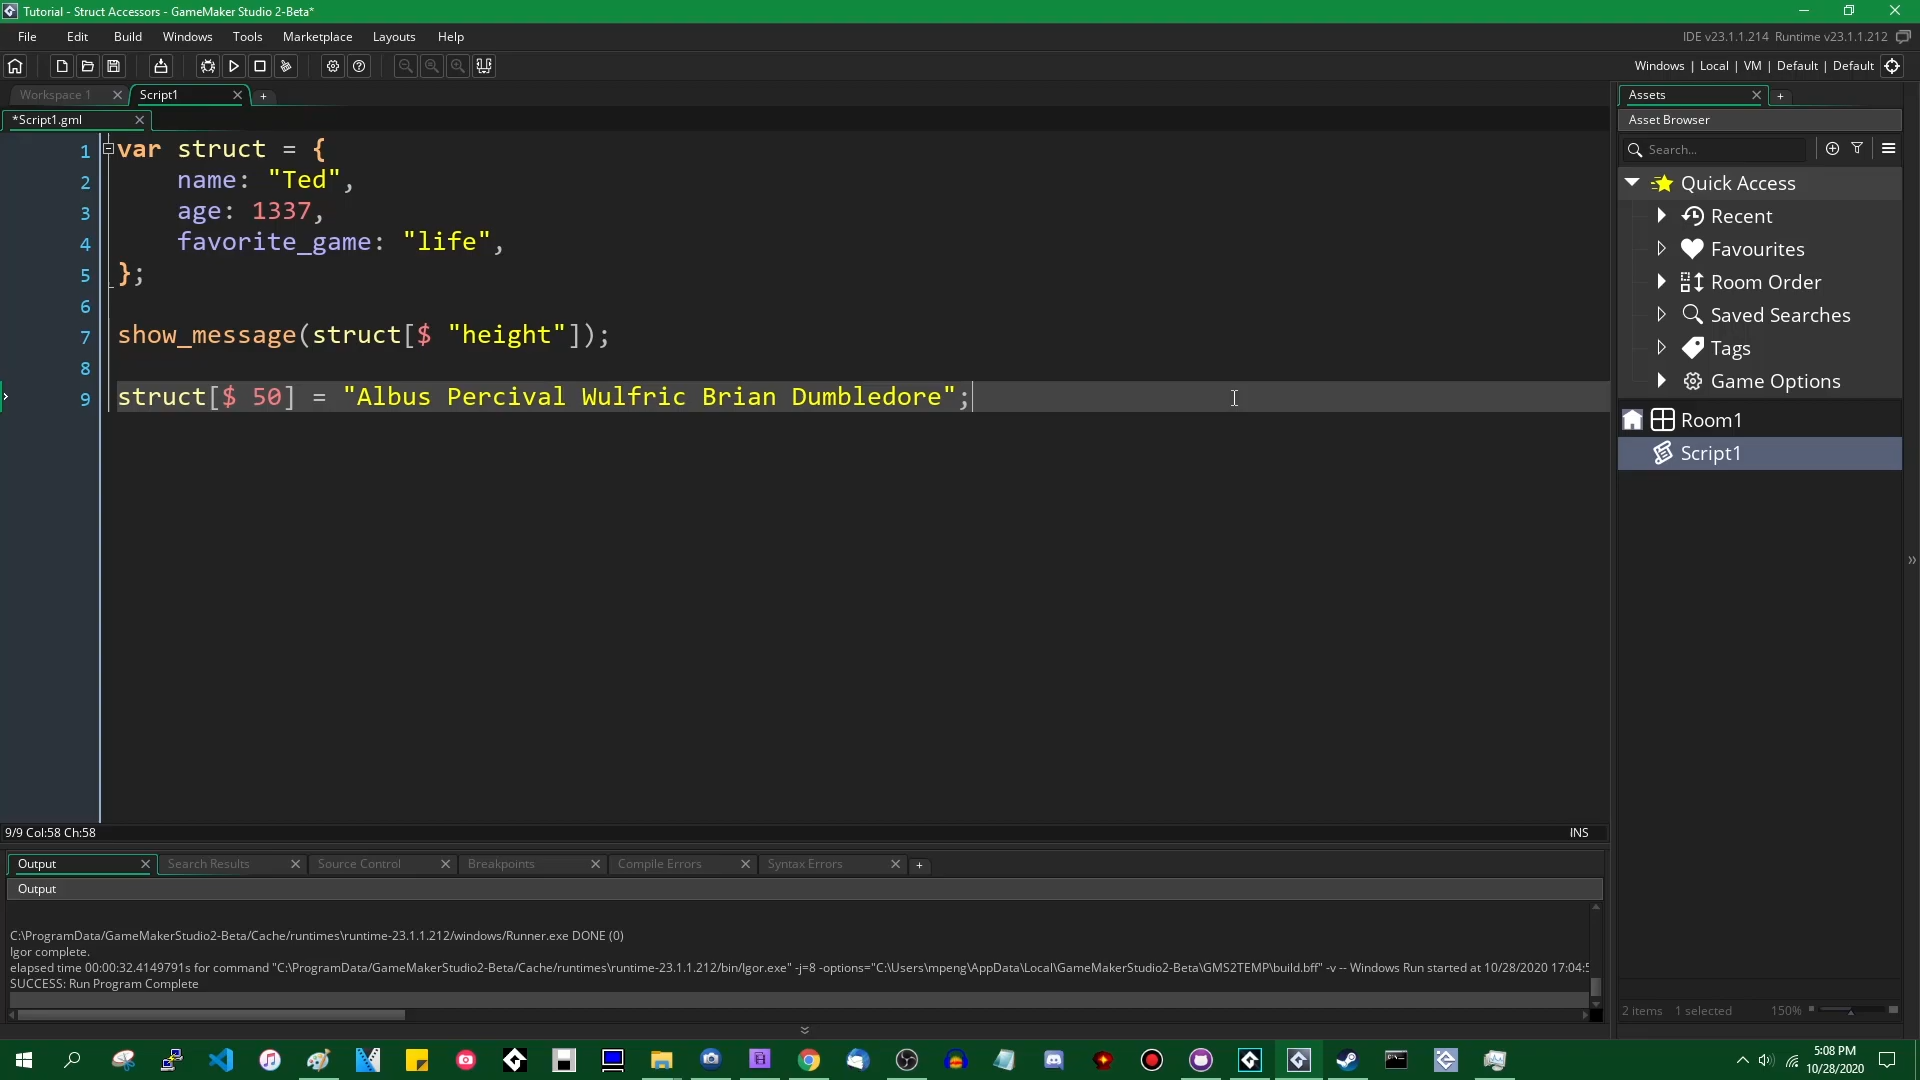 Tutorial - Struct Accessors - GameMaker Studio 2-Beta*
File Edit Build Windows Tools Marketplace Layouts Help
IDE v23.1.1.214 Runtime v23.1.1.212
Windows | Local | VM | Default | Default
Workspace 1
Script1
Assets
*Script1.gml
Asset Browser
1 var struct = {
2 name: "Ted",
3 age: 1337,
4 favorite_game: "life",
5 };
6
7 show_message(struct[$ "height"]);
8
9 struct[$ 50] = "Albus Percival Wulfric Brian Dumbledore";
Search...
Quick Access
Recent
Favourites
Room Order
Saved Searches
Tags
Game Options
Room1
Script1
2 items 1 selected 150%
9/9 Col:58 Ch:58
INS
Output Search Results Source Control Breakpoints Compile Errors Syntax Errors
Output
C:\ProgramData/GameMakerStudio2-Beta/Cache/runtimes\runtime-23.1.1.212/windows/Runner.exe DONE (0)
Igor complete.
elapsed time 00:00:32.4149791s for command "C:\ProgramData/GameMakerStudio2-Beta/Cache/runtimes\runtime-23.1.1.212/bin/Igor.exe" -j=8 -options="C:\Users\mpeng\AppData\Local\GameMakerStudio2-Beta\GMS2TEMP\build.bff" -v -- Windows Run started at 10/28/2020 17:04:5
SUCCESS: Run Program Complete
5:08 PM
10/28/2020